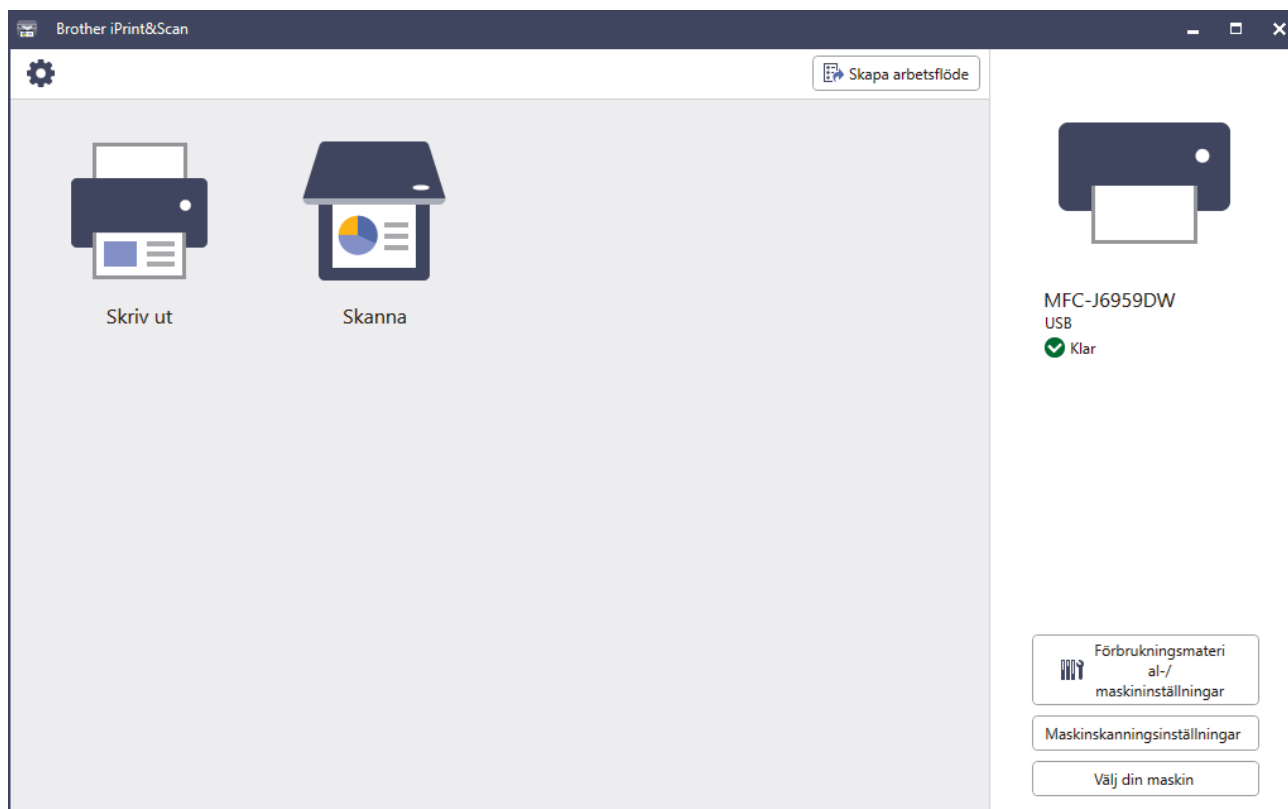 Brother iPrint&Scan
Skapa arbetsflöde
Skriv ut
Skanna
MFC-J6959DW
USB
Klar
Förbrukningsmateri
al-/
maskininställningar
Maskinskanningsinställningar
Välj din maskin